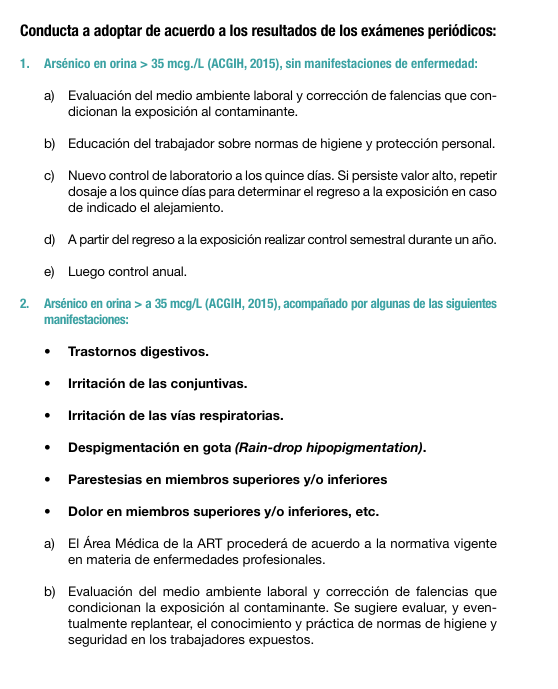 Conducta a adoptar de acuerdo a los resultados de los exámenes periódicos:
1. Arsénico en orina > 35 mcg./L (ACGIH, 2015), sin manifestaciones de enfermedad:
a) Evaluación del medio ambiente laboral y corrección de falencias que con-
dicionan la exposición al contaminante.
b) Educación del trabajador sobre normas de higiene y protección personal.
c) Nuevo control de laboratorio a los quince días. Si persiste valor alto, repetir
dosaje a los quince días para determinar el regreso a la exposición en caso
de indicado el alejamiento.
d) A partir del regreso a la exposición realizar control semestral durante un año.
e) Luego control anual.
2. Arsénico en orina > a 35 mcg/L (ACGIH, 2015), acompañado por algunas de las siguientes
manifestaciones:
• Trastornos digestivos.
• Irritación de las conjuntivas.
• Irritación de las vías respiratorias.
• Despigmentación en gota (Rain-drop hipopigmentation).
• Parestesias en miembros superiores y/o inferiores
• Dolor en miembros superiores y/o inferiores, etc.
a) El Área Médica de la ART procederá de acuerdo a la normativa vigente
en materia de enfermedades profesionales.
b) Evaluación del medio ambiente laboral y corrección de falencias que
condicionan la exposición al contaminante. Se sugiere evaluar, y even-
tualmente replantear, el conocimiento y práctica de normas de higiene y
seguridad en los trabajadores expuestos.